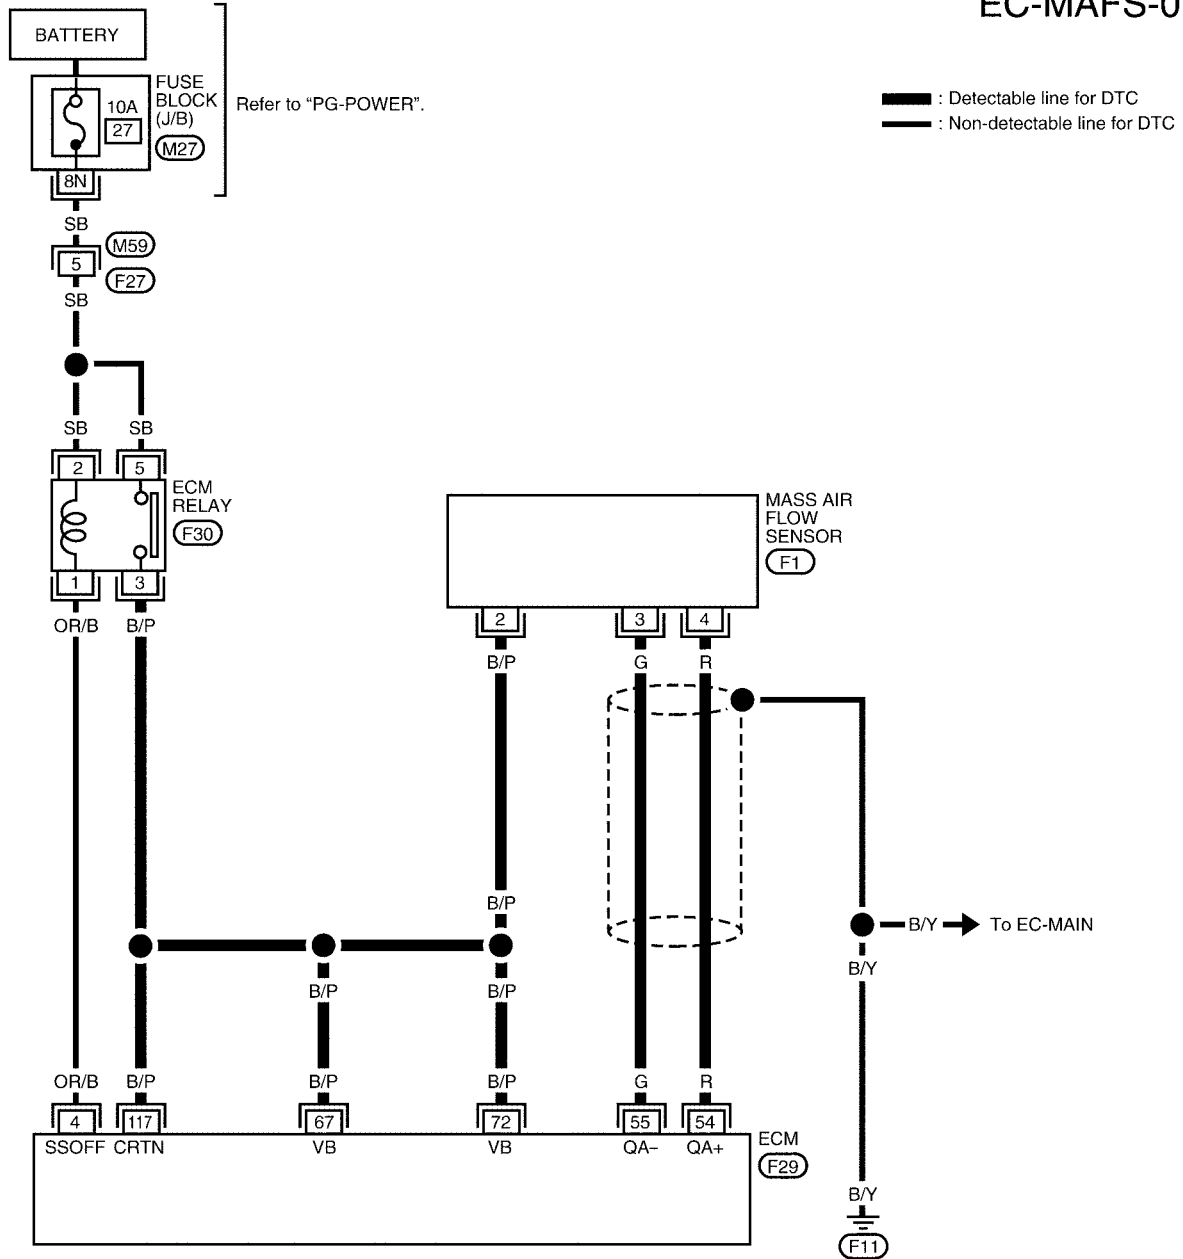 EC-MAFS-0
BATTERY
FUSE
BLOCK
(J/B)
M27
10A
27
Refer to “PG-POWER”.
: Detectable line for DTC
: Non-detectable line for DTC
8N
SB
M59
5
F27
SB
SB SB
2 5
ECM
RELAY
F30
1 3
OR/B B/P
MASS AIR
FLOW
SENSOR
F1
2 3 4
B/P G R
B/P
B/Y To EC-MAIN
B/Y
B/P B/P
OR/B B/P B/P B/P G R
4 117 67 72 55 54
SSOFF CRTN VB VB QA- QA+
ECM
F29
B/Y
F11